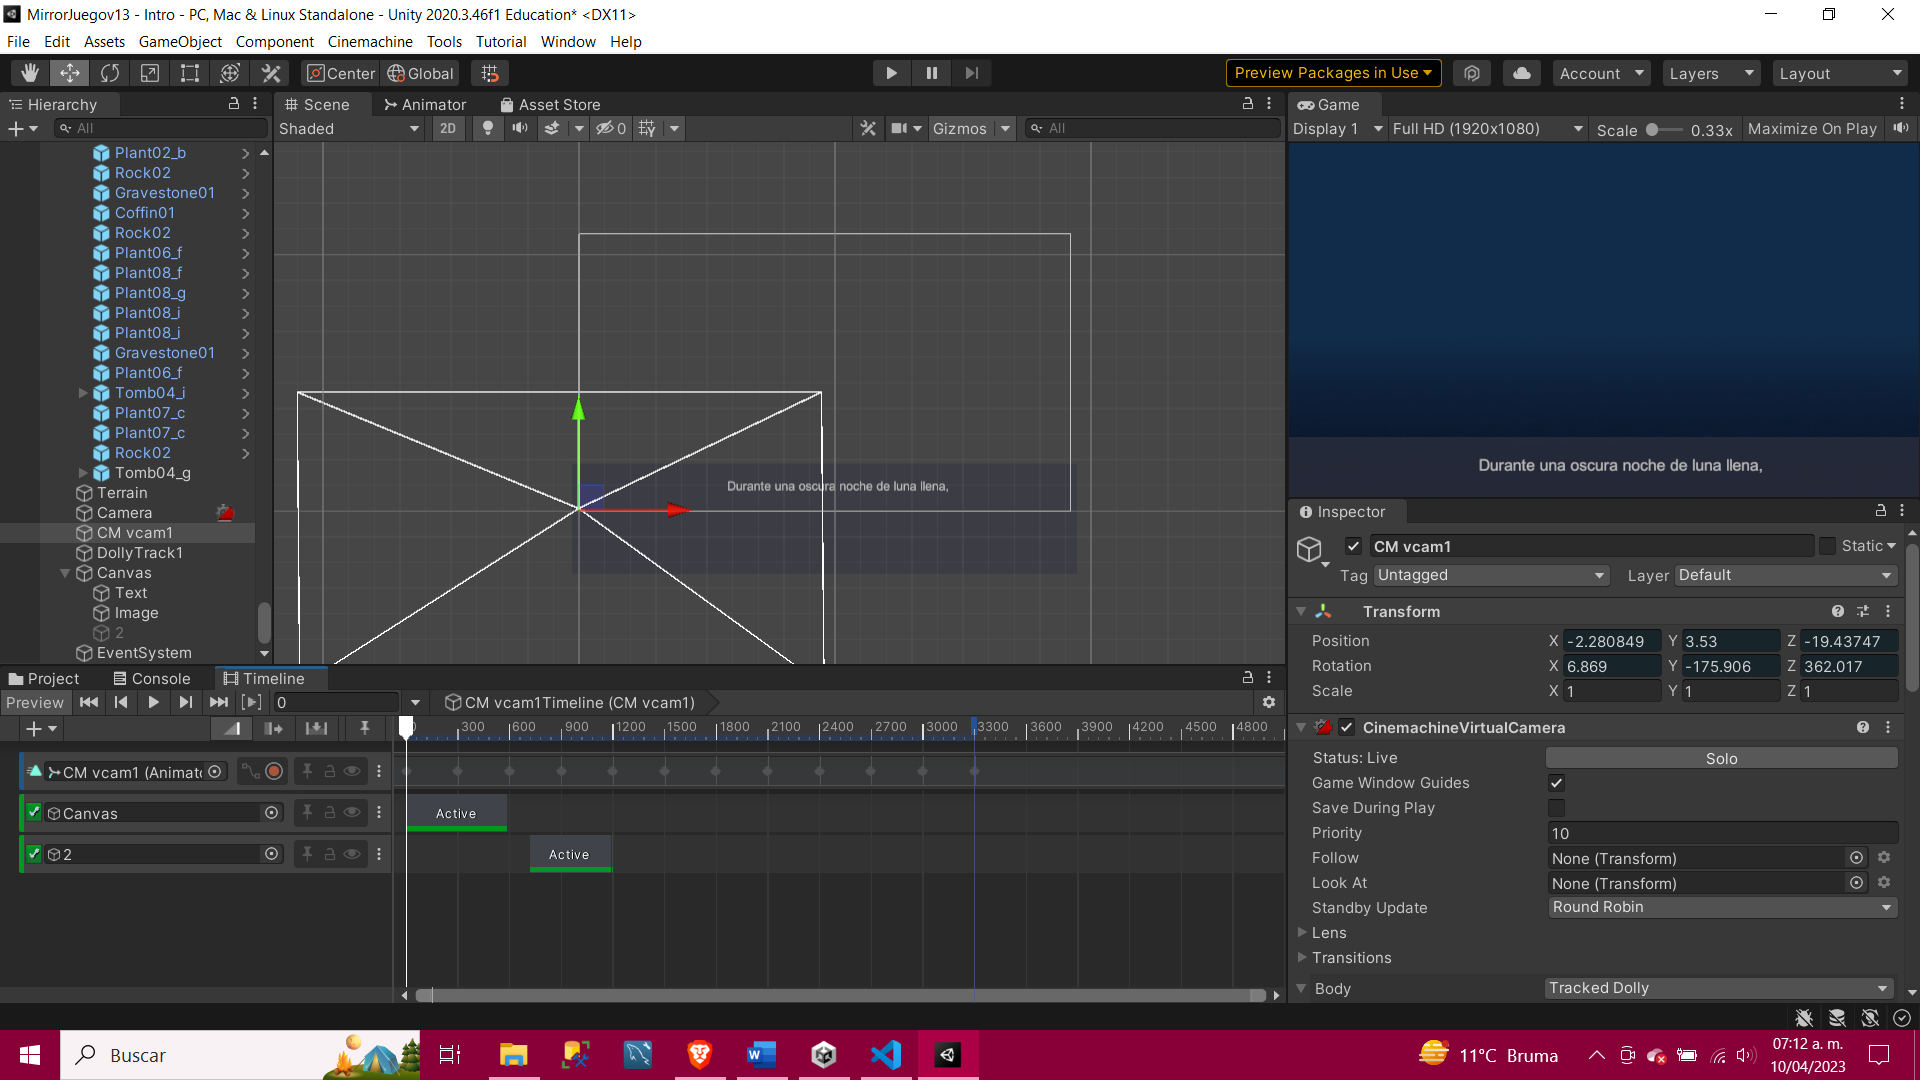 MirrorJuegov13 - Intro - PC, Mac & Linux Standalone - Unity 2020.3.46f1 Education* <DX11>
File Edit Assets GameObject Component Cinemachine Tools Tutorial Window Help
Center Global Preview Packages in Use Account Layers Layout
Hierarchy
All
Plant02_b
Rock02
Gravestone01
Coffin01
Rock02
Plant06_f
Plant08_f
Plant08_g
Plant08_i
Plant08_i
Gravestone01
Plant06_f
Tomb04_i
Plant07_c
Plant07_c
Rock02
Tomb04_g
Terrain
Camera
CM vcam1
DollyTrack1
Canvas
Text
Image
2
EventSystem
Scene Animator Asset Store
Shaded 2D 0 Gizmos All
Durante una oscura noche de luna llena,
Game
Display 1 Full HD (1920x1080) Scale 0.33x Maximize On Play
Durante una oscura noche de luna llena,
Inspector
CM vcam1 Static
Tag Untagged Layer Default
Transform
Position X -2.280849 Y 3.53 Z -19.43747
Rotation X 6.869 Y -175.906 Z 362.017
Scale X 1 Y 1 Z 1
CinemachineVirtualCamera
Status: Live Solo
Game Window Guides
Save During Play
Priority 10
Follow None (Transform)
Look At None (Transform)
Standby Update Round Robin
Lens
Transitions
Body Tracked Dolly
Project Console Timeline
Preview 0 CM vcam1Timeline (CM vcam1)
300 600 900 1200 1500 1800 2100 2400 2700 3000 3300 3600 3900 4200 4500 4800
CM vcam1 (Animato
Canvas Active
2 Active
Buscar 11°C Bruma 07:12 a. m.
10/04/2023